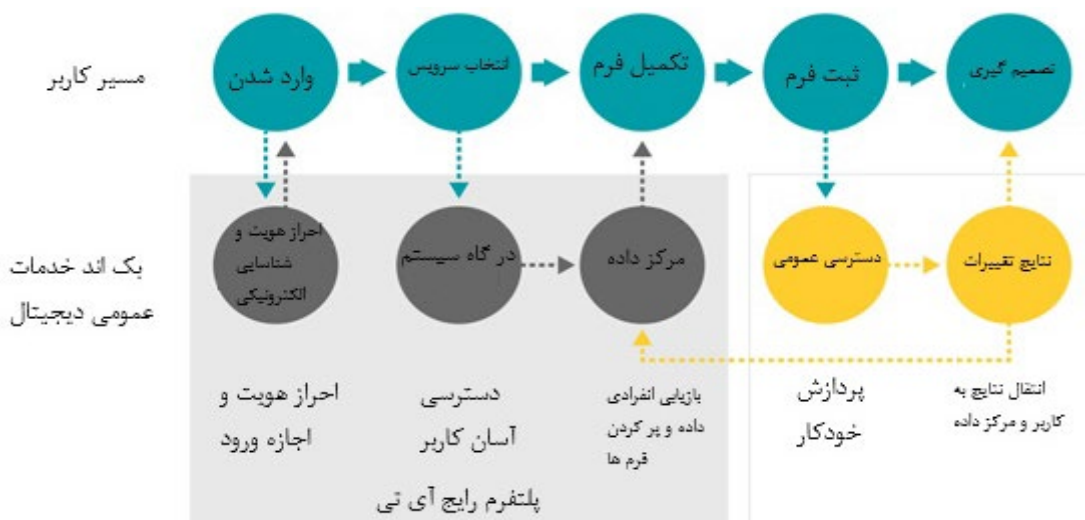 مسیر کاربر
وارد شدن
انتخاب سرویس
تکمیل فرم
ثبت فرم
تصمیم گیری
بک اند خدمات
عمومی دیجیتال
احراز هویت و
شناسایی
الکترونیکی
در گاه سیستم
مرکز داده
دسترسی عمومی
نتایج تغییرات
احراز هویت و
اجازه ورود
دسترسی
آسان کاربر
بازیابی انفرادی
داده و پر کردن
فرم ها
پردازش
خودکار
انتقال نتایج به
کاربر و مرکز داده
پلتفرم رایج آی تی